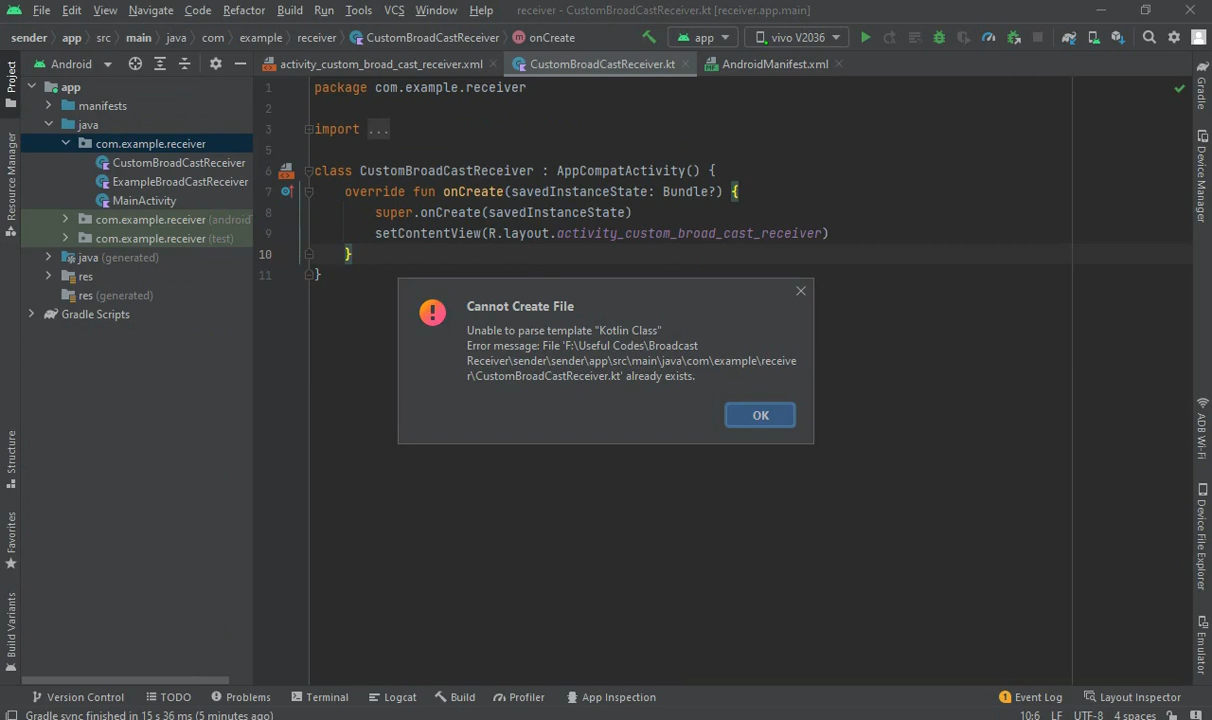 File Edit View Navigate Code Refactor Build Run Tools VCS Window Help receiver - CustomBroadCastReceiver.kt [receiver.app.main]
sender app src main java com example receiver CustomBroadCastReceiver onCreate app vivo V2036
Android activity_custom_broad_cast_receiver.xml CustomBroadCastReceiver.kt AndroidManifest.xml
Project
Resource Manager
Structure
Favorites
Build Variants
app
manifests
java
com.example.receiver
CustomBroadCastReceiver
ExampleBroadCastReceiver
MainActivity
com.example.receiver (android
com.example.receiver (test)
java (generated)
res
res (generated)
Gradle Scripts
1 package com.example.receiver
2
3 import ...
5
6 class CustomBroadCastReceiver : AppCompatActivity() {
7 override fun onCreate(savedInstanceState: Bundle?) {
8 super.onCreate(savedInstanceState)
9 setContentView(R.layout.activity_custom_broad_cast_receiver)
10 }
11 }
Cannot Create File
Unable to parse template "Kotlin Class"
Error message: File 'F:\Useful Codes\Broadcast
Receiver\sender\sender\app\src\main\java\com\example\receive
r\CustomBroadCastReceiver.kt' already exists.
OK
Gradle
Device Manager
ADB Wi-Fi
Device File Explorer
Emulator
Version Control TODO Problems Terminal Logcat Build Profiler App Inspection 1 Event Log Layout Inspector
Gradle sync finished in 15 s 36 ms (5 minutes ago) 10:6 LF UTF-8 4 spaces